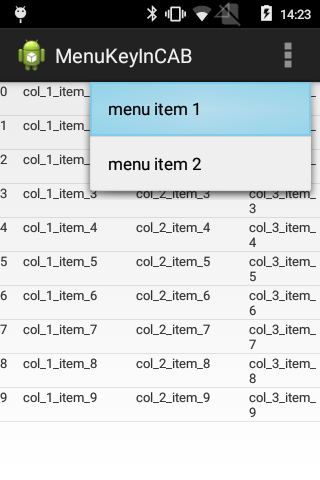 14:23
MenuKeyInCAB
menu item 1
menu item 2
0 col_1_item_
1 col_1_item_
2 col_1_item_
3 col_1_item_3 col_2_item_3 col_3_item_
3
4 col_1_item_4 col_2_item_4 col_3_item_
4
5 col_1_item_5 col_2_item_5 col_3_item_
5
6 col_1_item_6 col_2_item_6 col_3_item_
6
7 col_1_item_7 col_2_item_7 col_3_item_
7
8 col_1_item_8 col_2_item_8 col_3_item_
8
9 col_1_item_9 col_2_item_9 col_3_item_
9